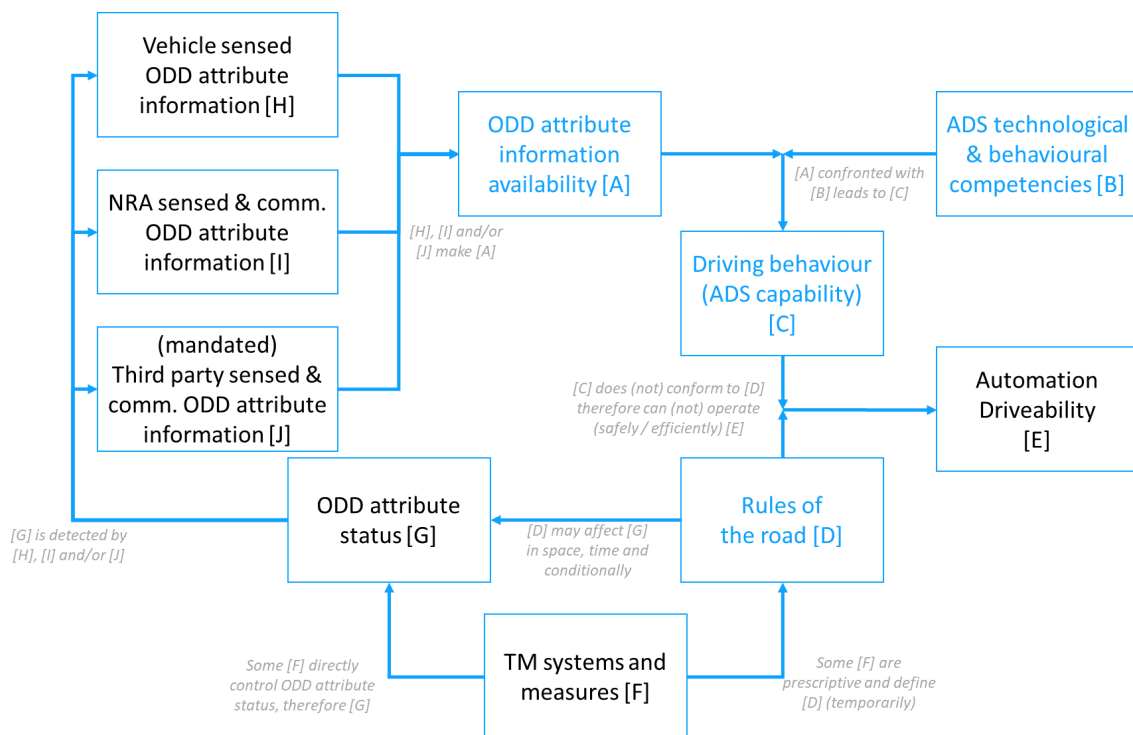 Vehicle sensed
ODD attribute
information [H]
ODD attribute
information
availability [A]
ADS technological
& behavioural
competencies [B]
[A] confronted with
[B] leads to [C]
NRA sensed & comm.
ODD attribute
information [I]
[H], [I] and/or
[J] make [A]
Driving behaviour
(ADS capability)
[C]
(mandated)
Third party sensed &
comm. ODD attribute
information [J]
[C] does (not) conform to [D]
therefore can (not) operate
(safely / efficiently) [E]
Automation
Driveability
[E]
ODD attribute
status [G]
Rules of
the road [D]
[G] is detected by
[H], [I] and/or [J]
[D] may affect [G]
in space, time and
conditionally
TM systems and
measures [F]
Some [F] directly
control ODD attribute
status, therefore [G]
Some [F] are
prescriptive and define
[D] (temporarily)